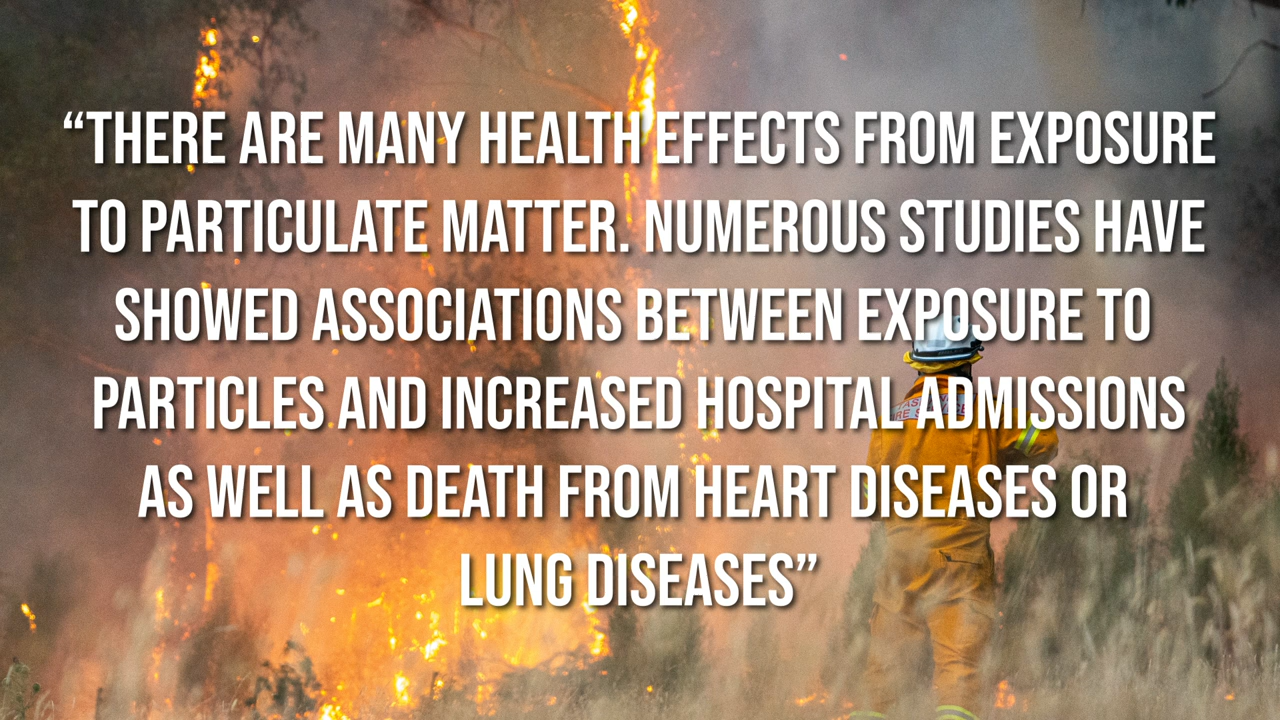 “THERE ARE MANY HEALTH EFFECTS FROM EXPOSURE
TO PARTICULATE MATTER. NUMEROUS STUDIES HAVE
SHOWED ASSOCIATIONS BETWEEN EXPOSURE TO
PARTICLES AND INCREASED HOSPITAL ADMISSIONS
AS WELL AS DEATH FROM HEART DISEASES OR
LUNG DISEASES”